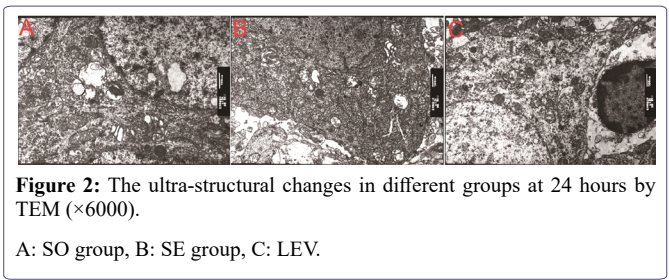 A B C
Figure 2: The ultra-structural changes in different groups at 24 hours by
TEM (×6000).
A: SO group, B: SE group, C: LEV.